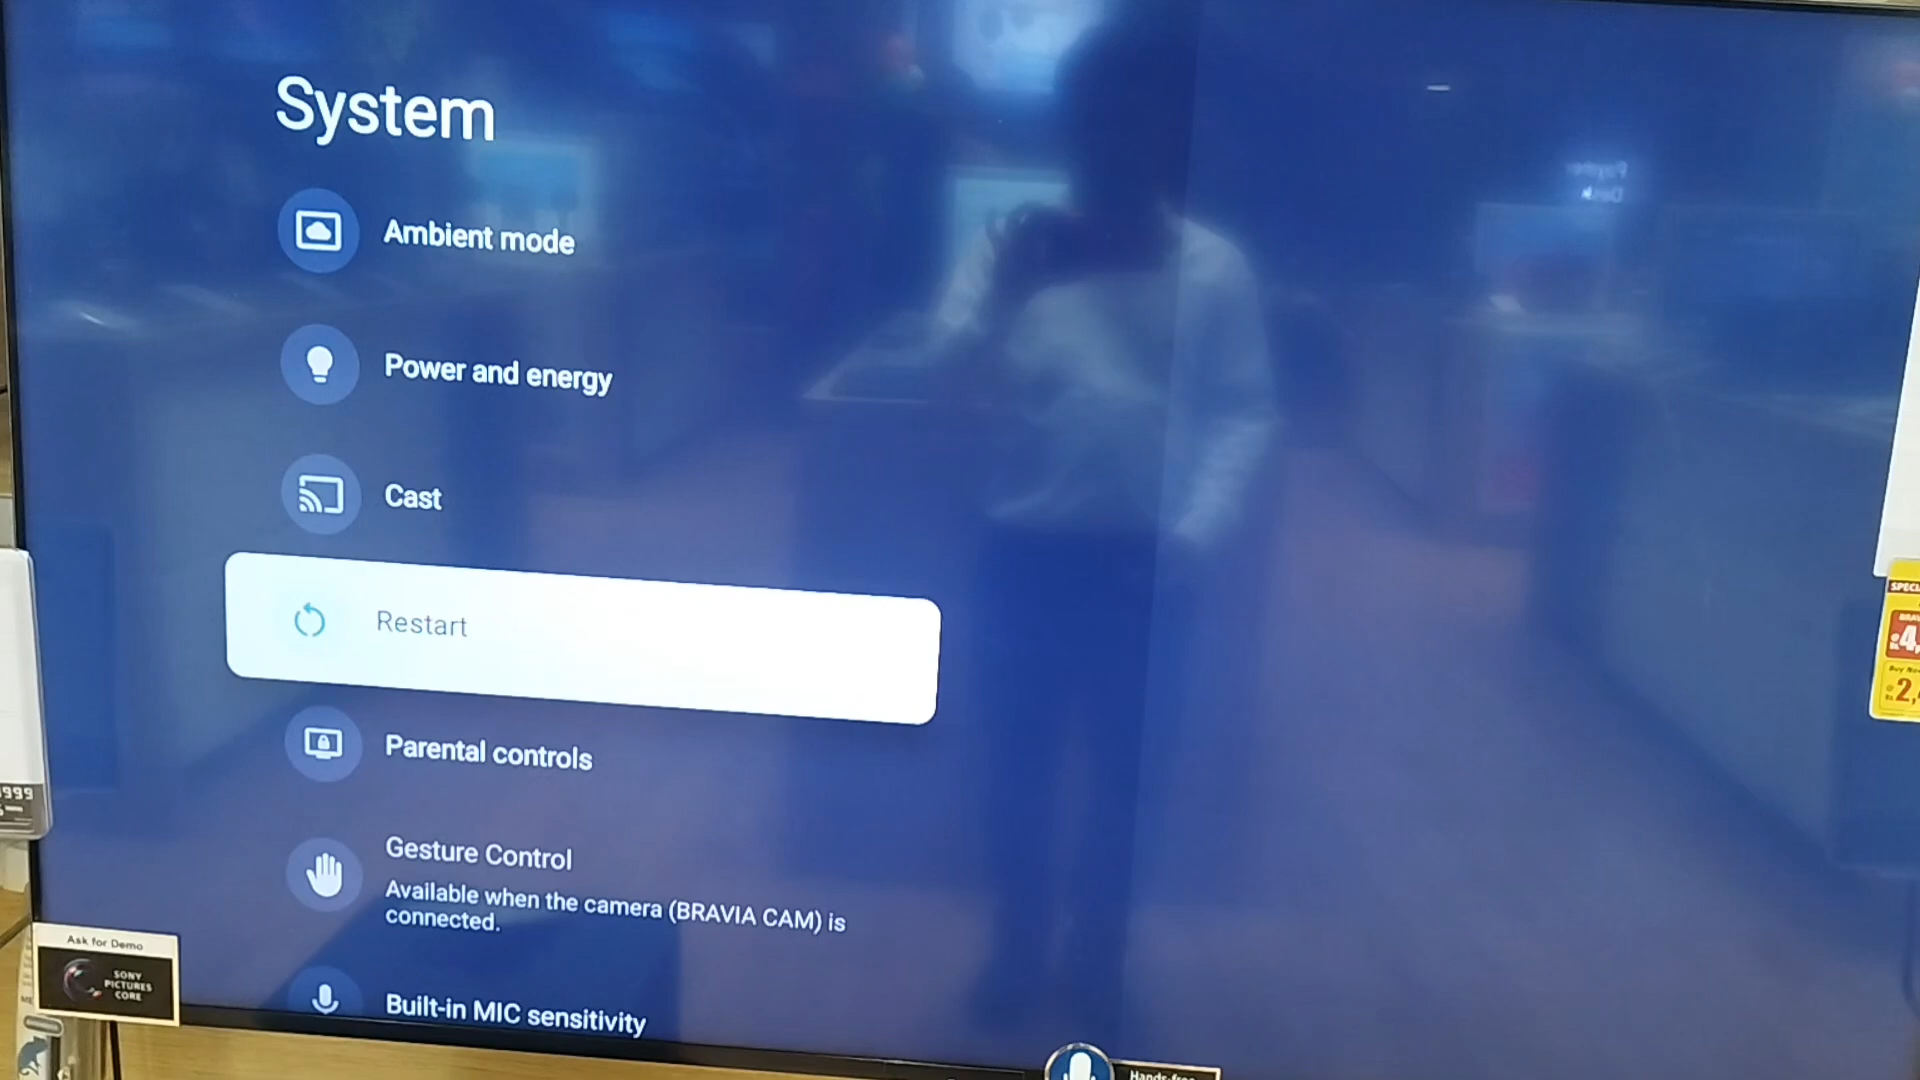 System
Ambient mode
Power and energy
Cast
Restart
Parental controls
Gesture Control
Available when the camera (BRAVIA CAM) is
connected.
Built-in MIC sensitivity
Ask for Demo
SONY
PICTURES
CORE
999